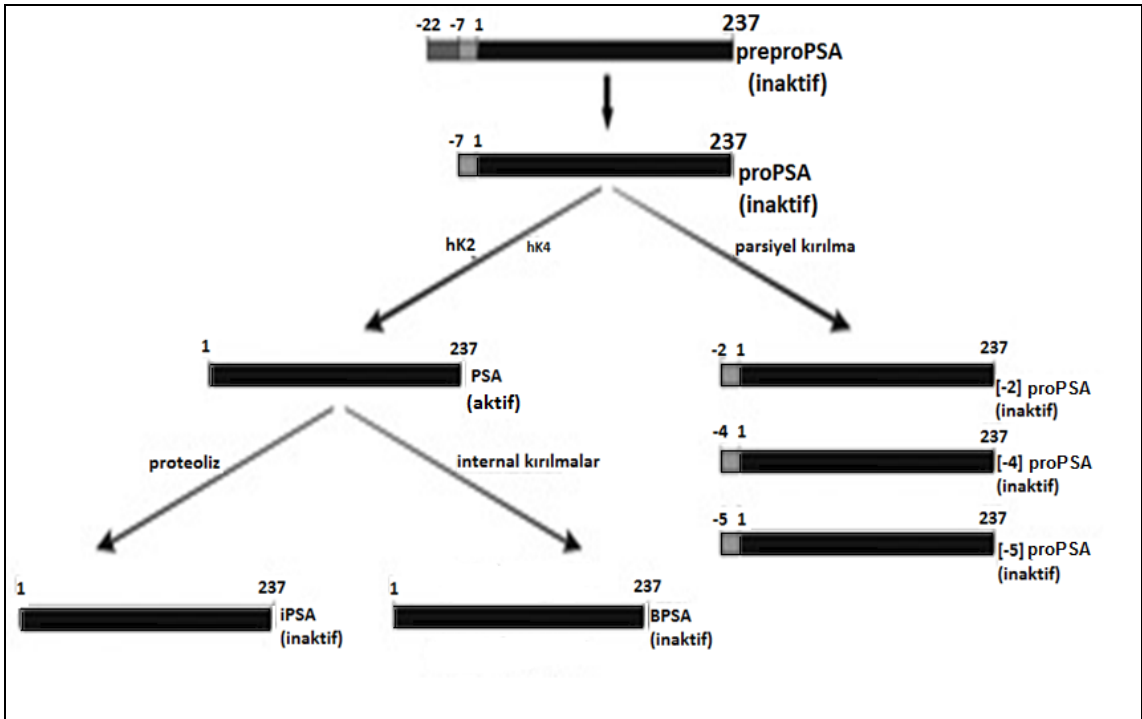 -22 -7 1 237
preproPSA
(inaktif)
-7 1 237
proPSA
(inaktif)
hK2 hK4 parsiyel kırılma
1 237
PSA
(aktif)
-2 1 237
[-2] proPSA
(inaktif)
-4 1 237
[-4] proPSA
(inaktif)
-5 1 237
[-5] proPSA
(inaktif)
proteoliz internal kırılmalar
1 237
iPSA
(inaktif)
1 237
BPSA
(inaktif)